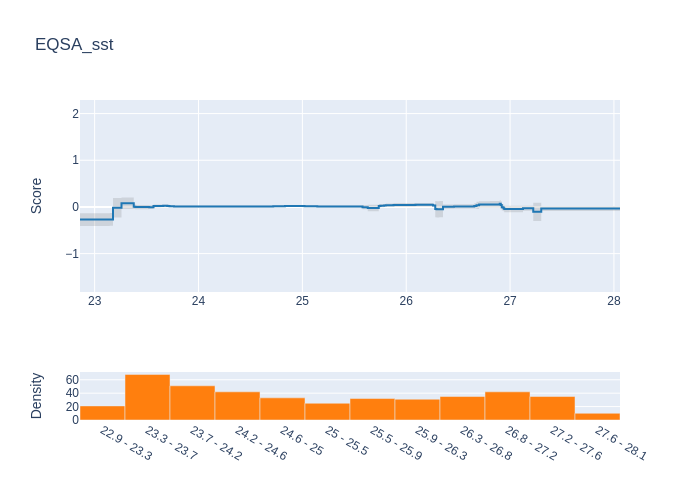 EQSA_sst
2
1
0
−1
Score
23 24 25 26 27 28
60
40
20
0
Density
22.9 - 23.3
23.3 - 23.7
23.7 - 24.2
24.2 - 24.6
24.6 - 25
25 - 25.5
25.5 - 25.9
25.9 - 26.3
26.3 - 26.8
26.8 - 27.2
27.2 - 27.6
27.6 - 28.1